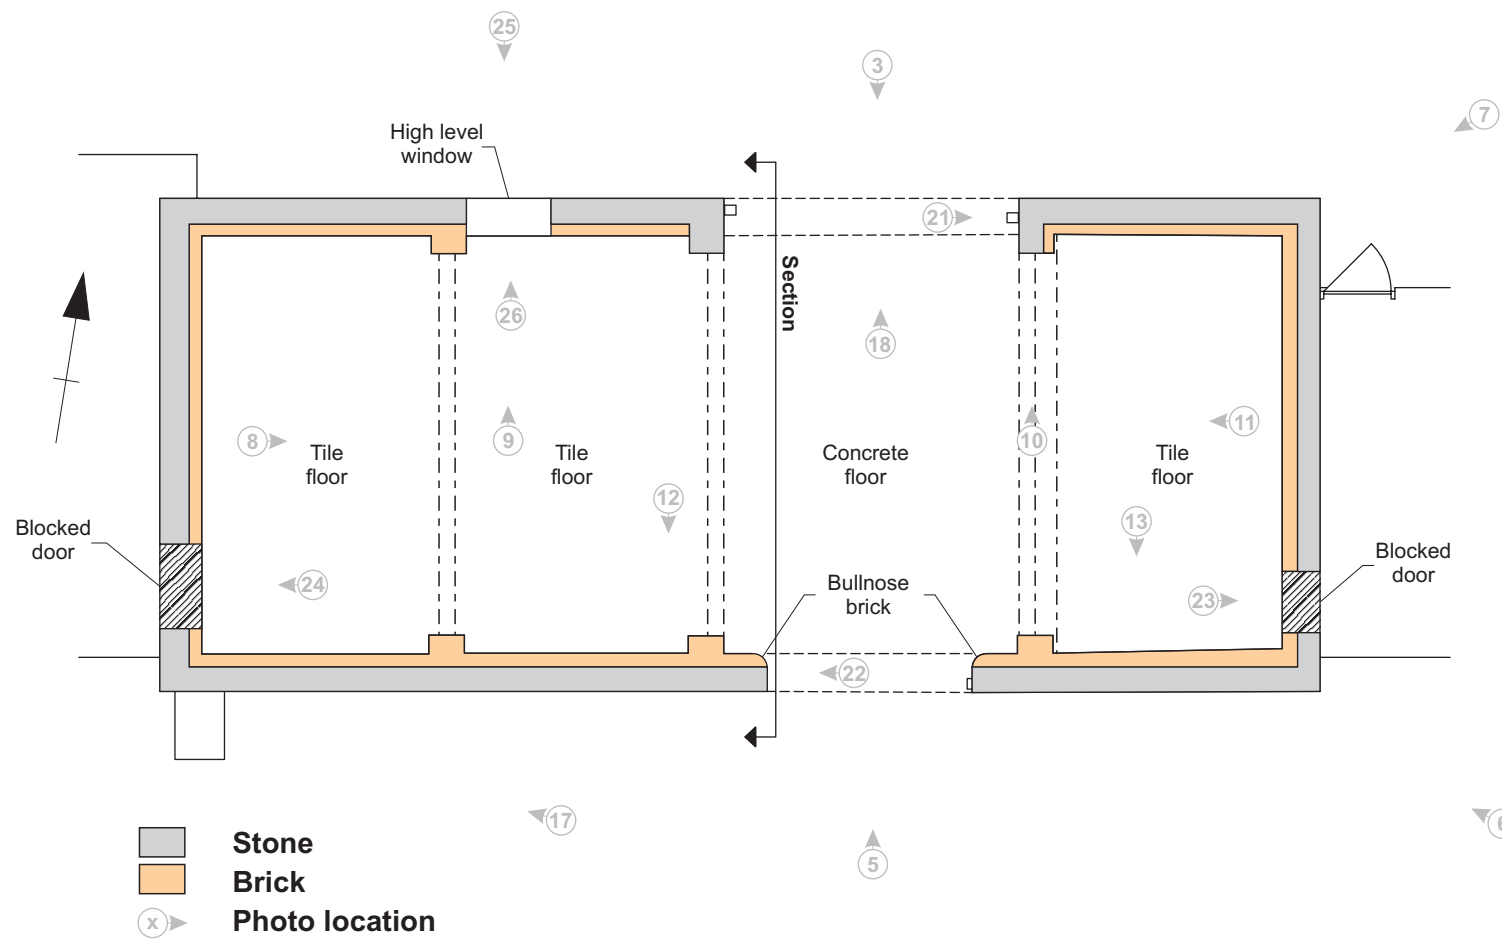 25
3
7
High level
window
21
Section
26
18
8
9
10
11
Tile
floor
Tile
floor
Concrete
floor
Tile
floor
12
13
Blocked
door
Blocked
door
24
Bullnose
brick
23
22
17
5
6
Stone
Brick
x
Photo location